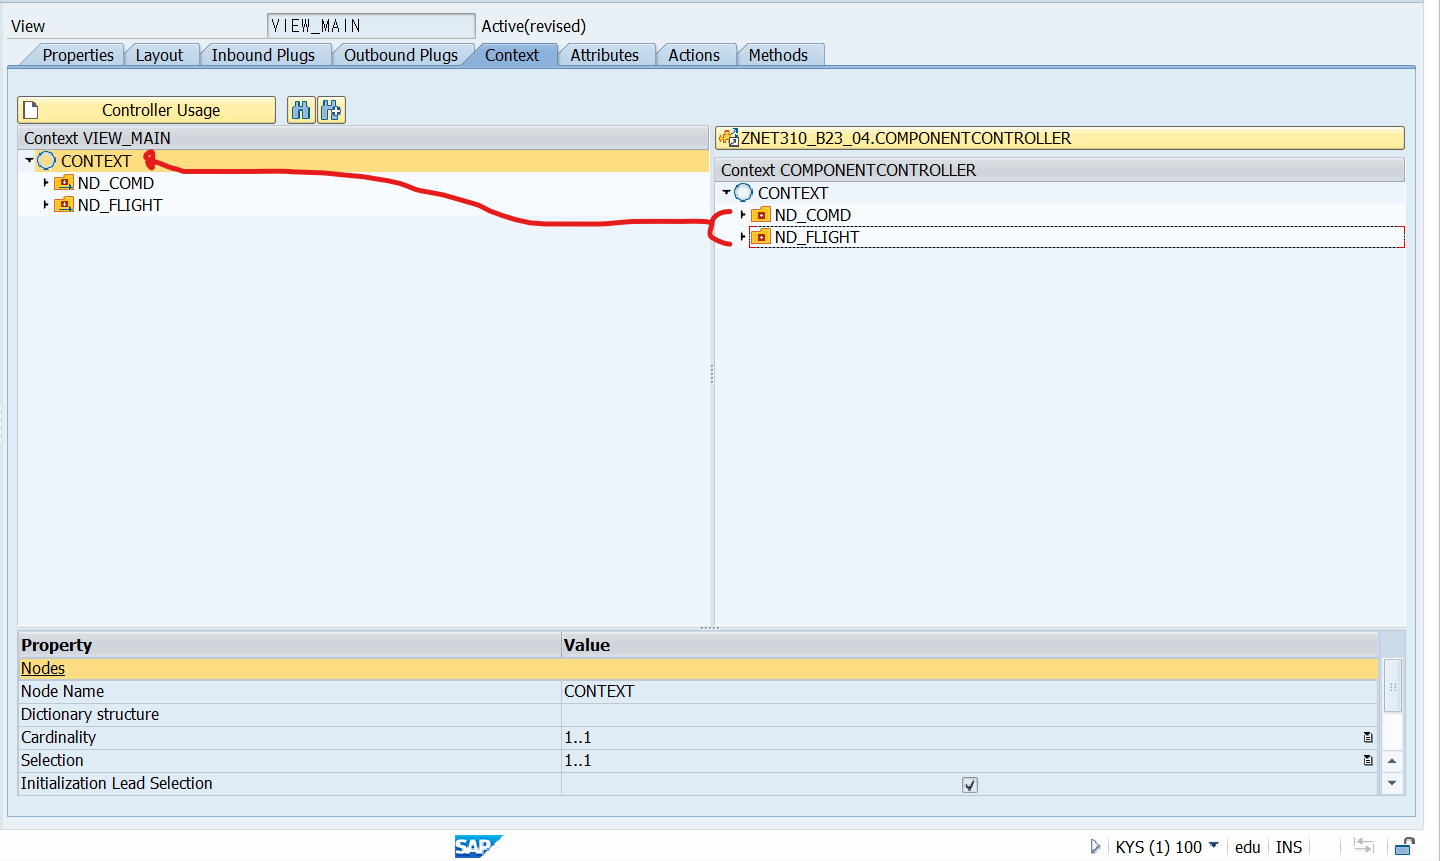 View VIEW_MAIN Active(revised)
Properties Layout Inbound Plugs Outbound Plugs Context Attributes Actions Methods
Controller Usage
Context VIEW_MAIN
CONTEXT
ND_COMD
ND_FLIGHT
ZNET310_B23_04.COMPONENTCONTROLLER
Context COMPONENTCONTROLLER
CONTEXT
ND_COMD
ND_FLIGHT
Property Value
Nodes
Node Name CONTEXT
Dictionary structure
Cardinality 1..1
Selection 1..1
Initialization Lead Selection
SAP KYS (1) 100 edu INS